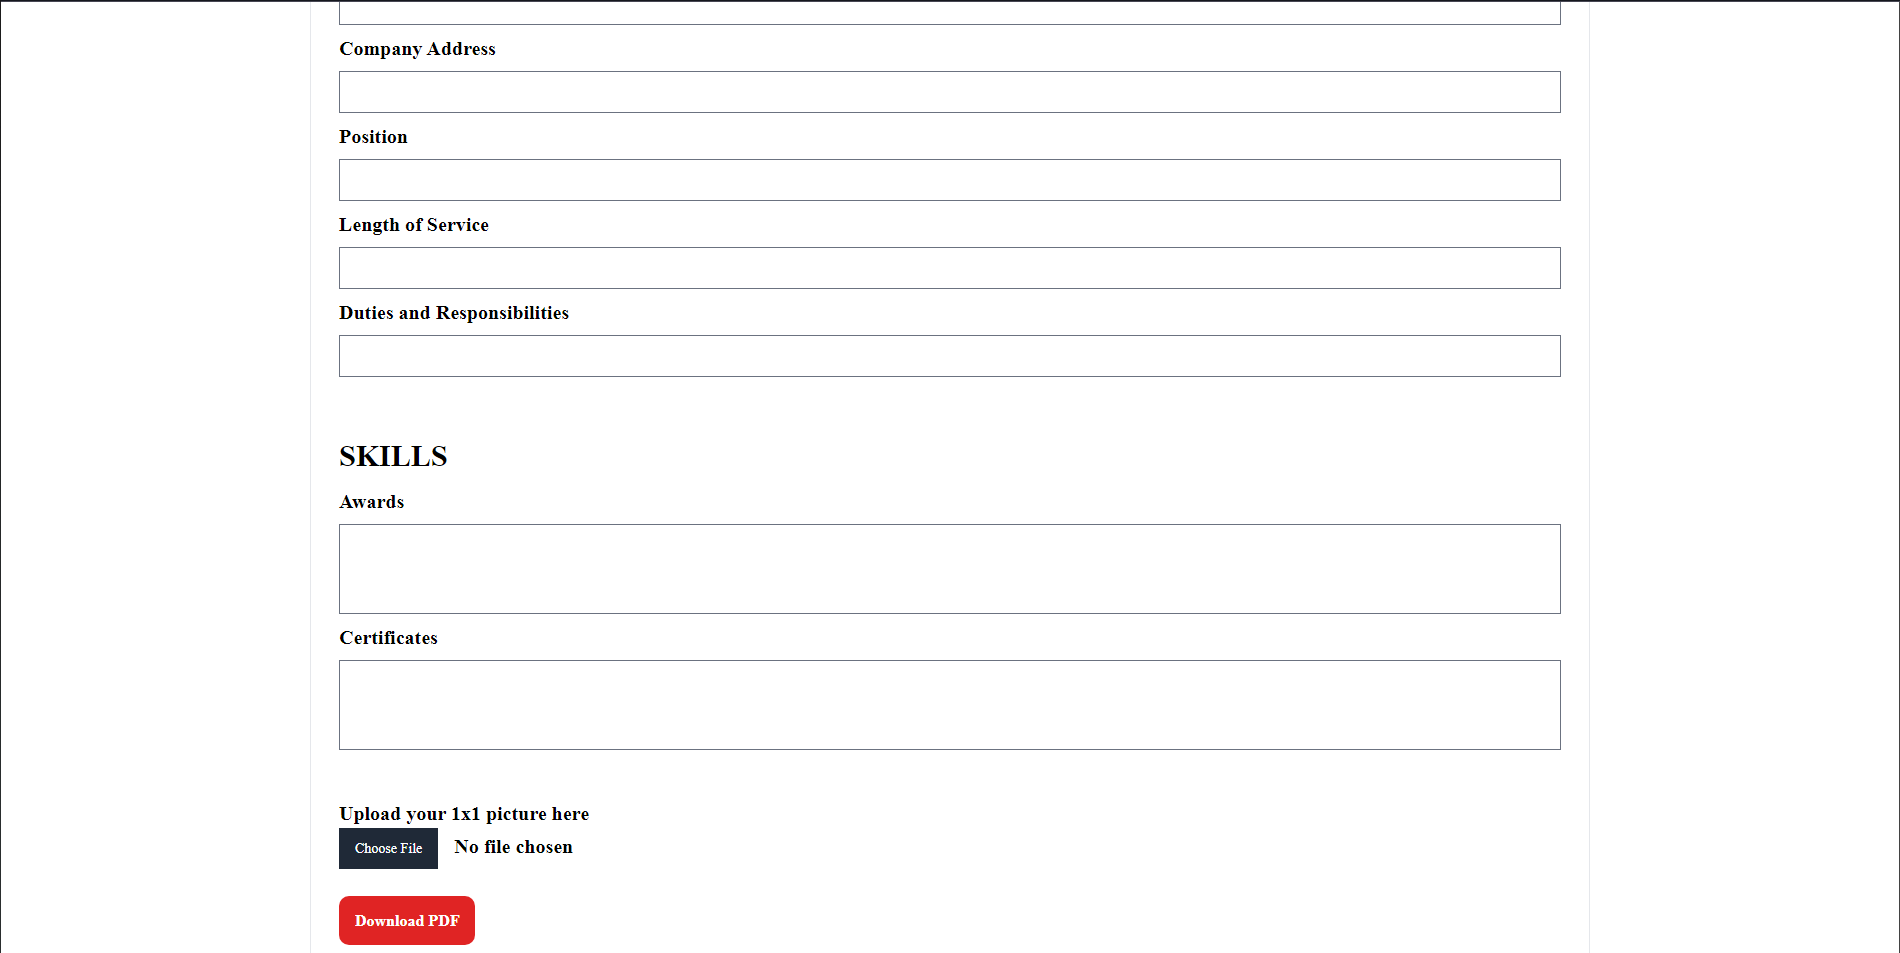 Company Address
Position
Length of Service
Duties and Responsibilities
SKILLS
Awards
Certificates
Upload your 1x1 picture here
Choose File No file chosen
Download PDF